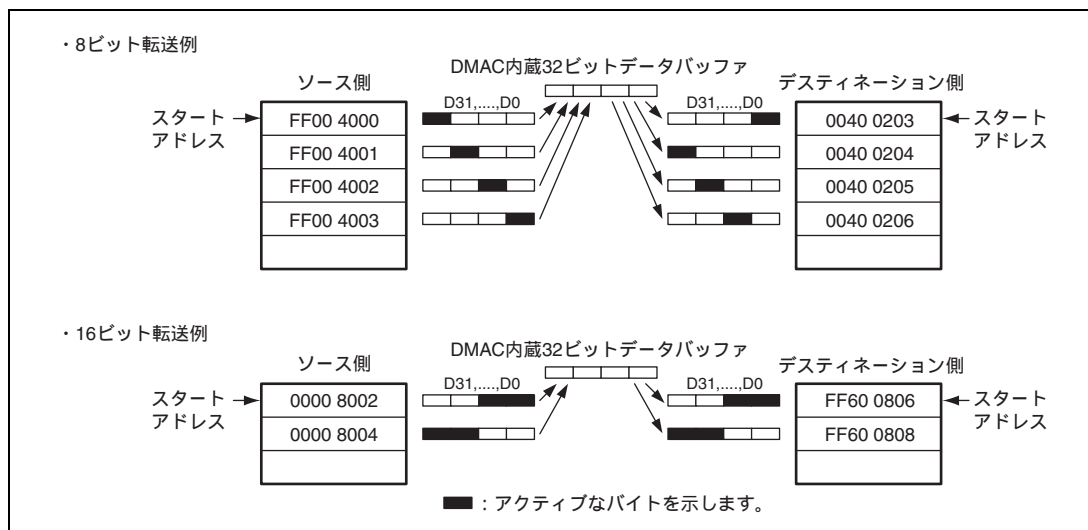 ・8ビット転送例
ソース側
DMAC内蔵32ビットデータバッファ
デスティネーション側
スタート
アドレス
D31,....,D0
D31,....,D0
スタート
アドレス
FF00 4000
0040 0203
FF00 4001
0040 0204
FF00 4002
0040 0205
FF00 4003
0040 0206
・16ビット転送例
ソース側
DMAC内蔵32ビットデータバッファ
デスティネーション側
スタート
アドレス
D31,....,D0
D31,....,D0
スタート
アドレス
0000 8002
FF60 0806
0000 8004
FF60 0808
：アクティブなバイトを示します。